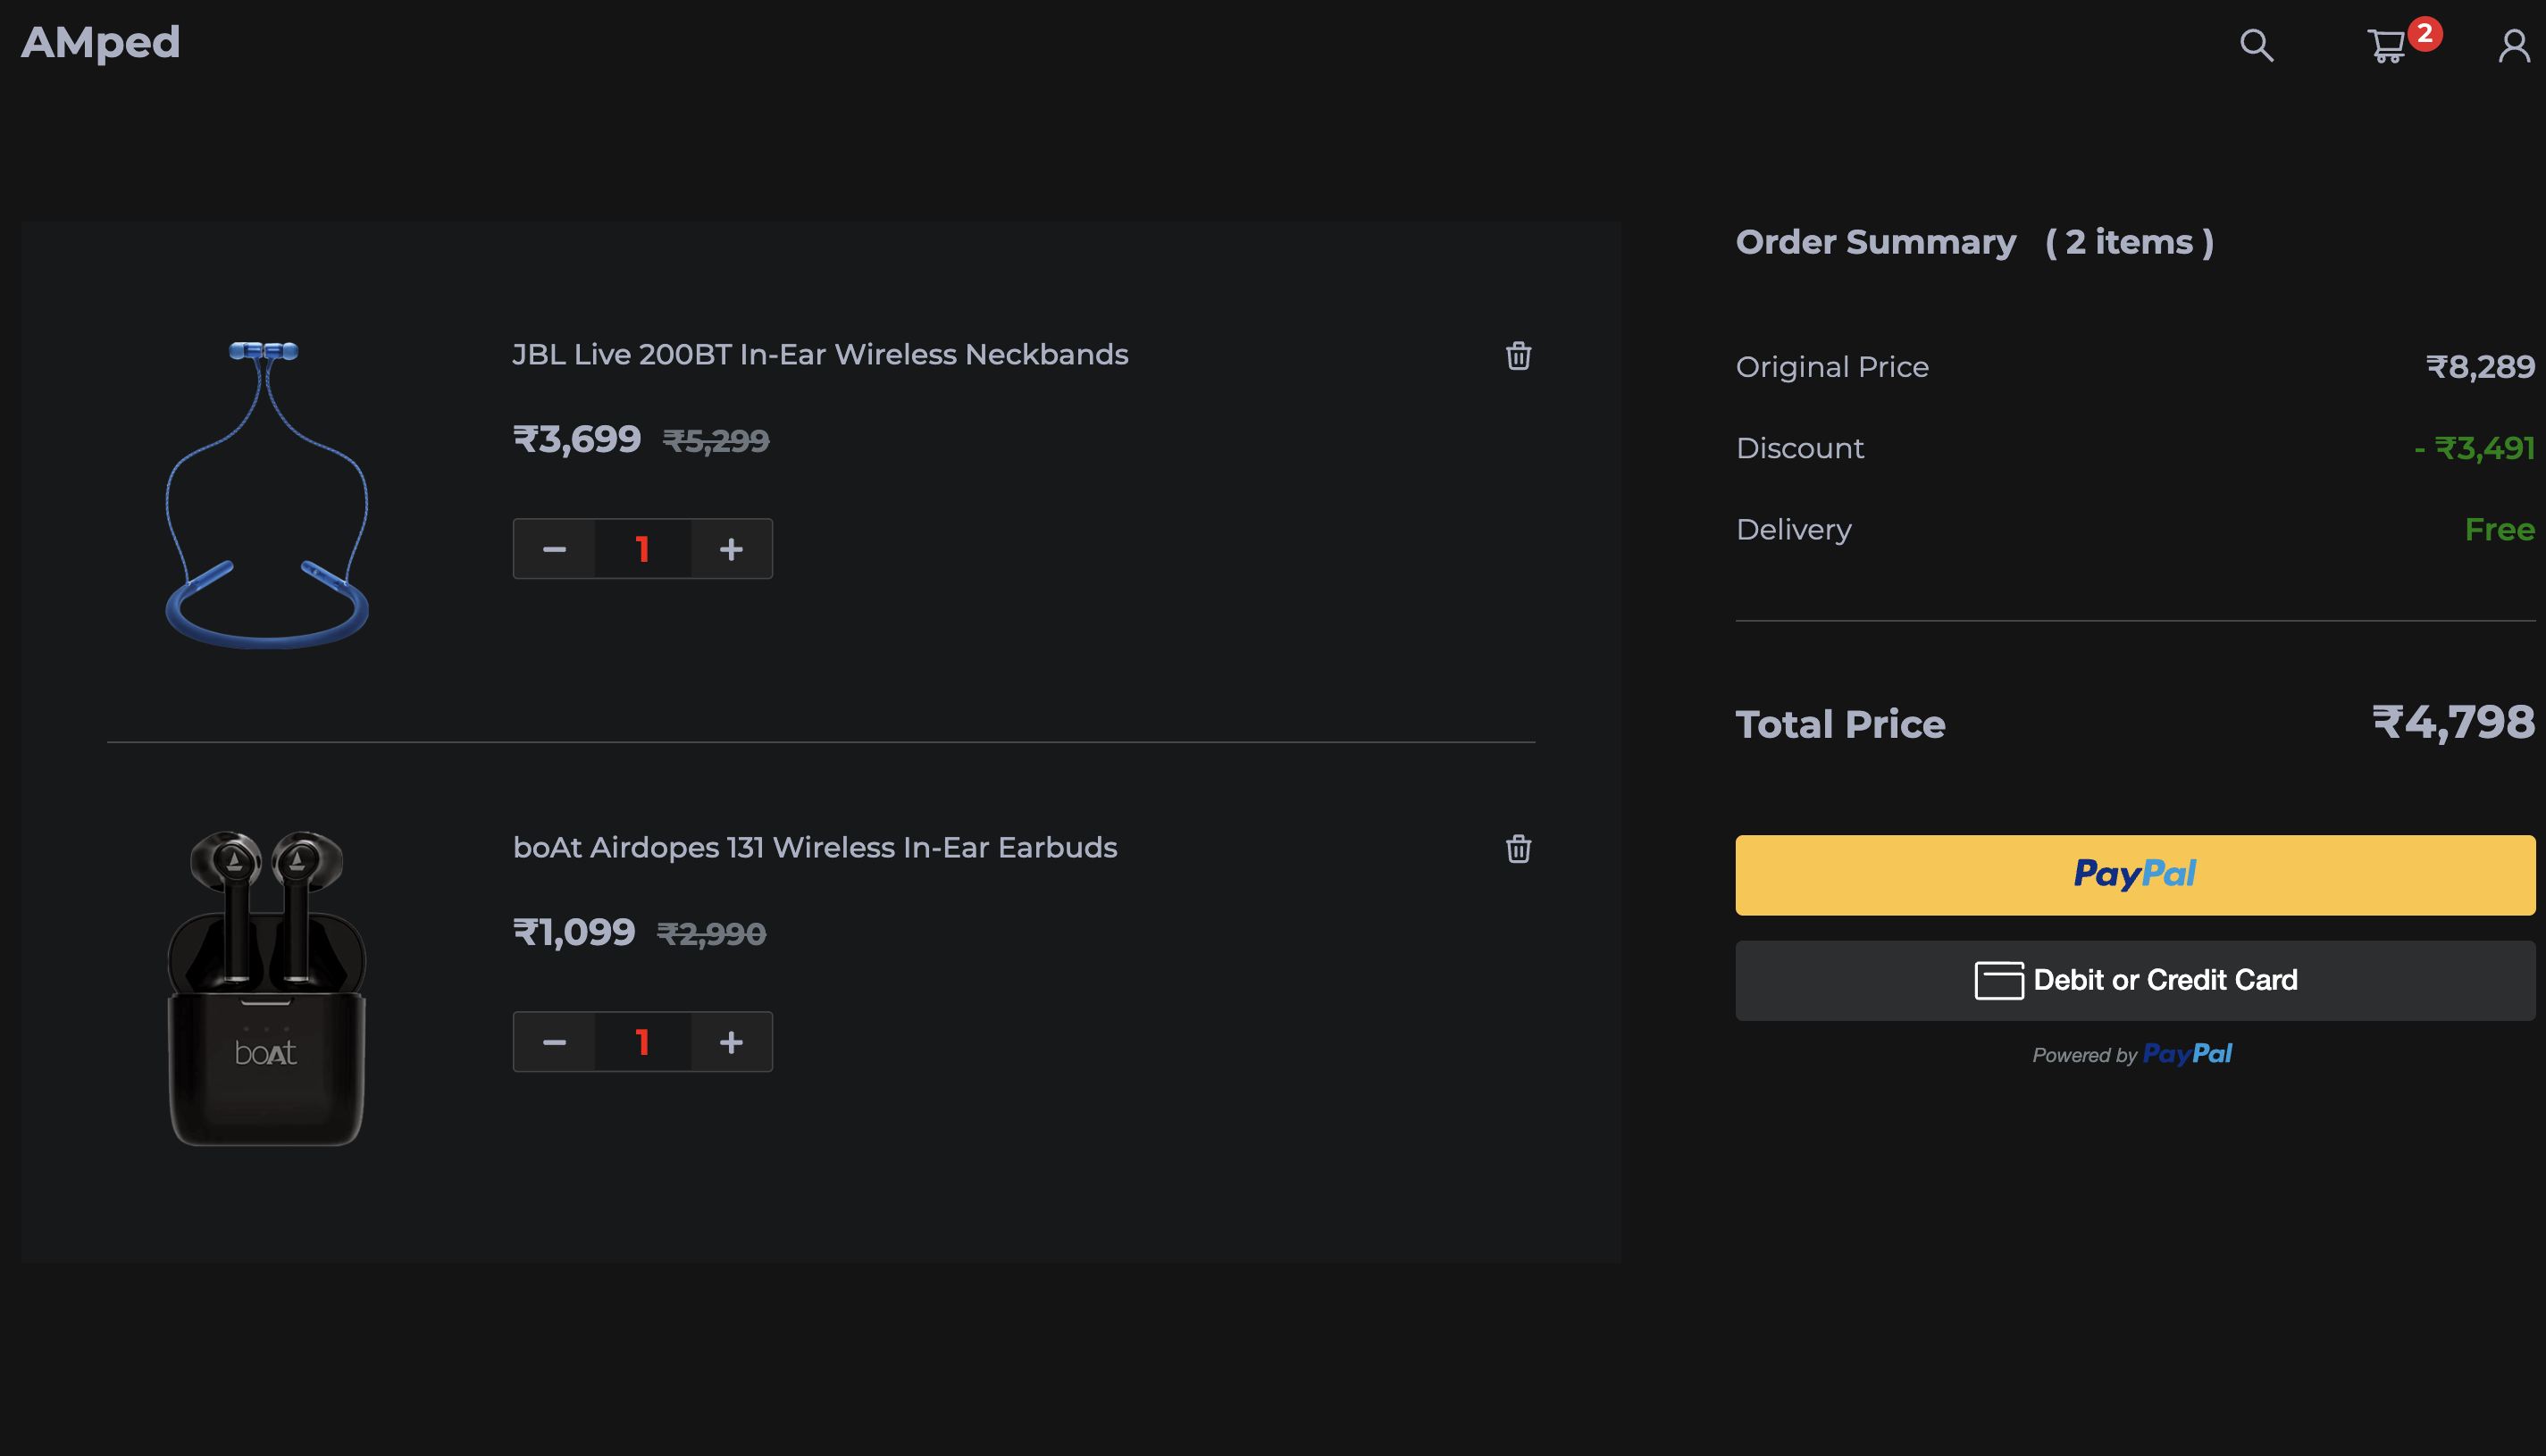 AMped
2
JBL Live 200BT In-Ear Wireless Neckbands
₹3,699 ₹5,299
− 1 +
boAt
boAt Airdopes 131 Wireless In-Ear Earbuds
₹1,099 ₹2,990
− 1 +
Order Summary ( 2 items )
Original Price ₹8,289
Discount - ₹3,491
Delivery Free
Total Price ₹4,798
PayPal
Debit or Credit Card
Powered by PayPal